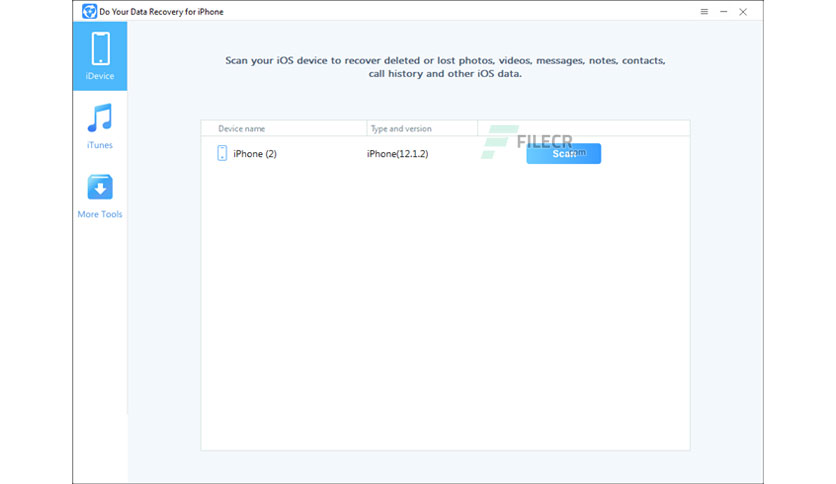 Do Your Data Recovery for iPhone
iDevice
iTunes
More Tools
Scan your iOS device to recover deleted or lost photos, videos, messages, notes, contacts,
call history and other iOS data.
Device name Type and version
FILECR
.com
iPhone (2) iPhone(12.1.2) Scan